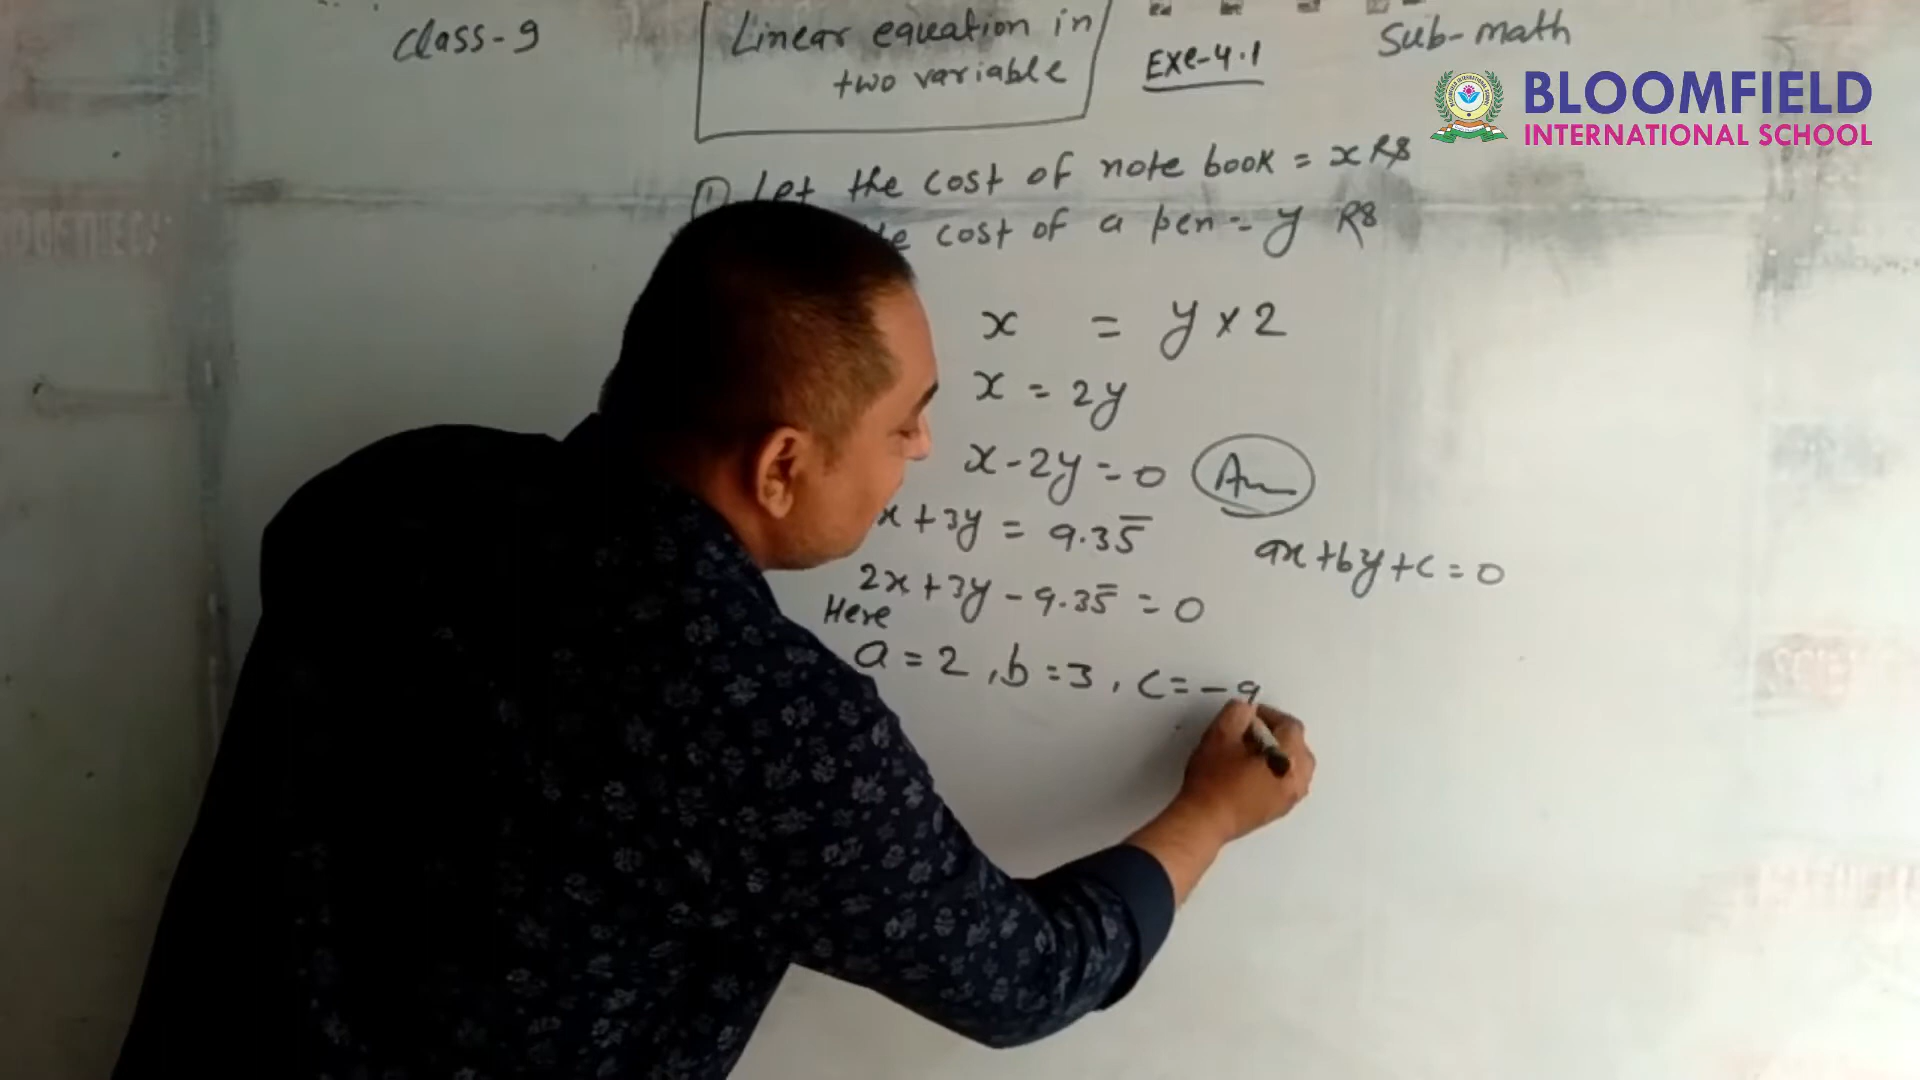 Class-9
Linear equation in
two variable
Exe-4.1
Sub-math
BLOOMFIELD
INTERNATIONAL SCHOOL
① Let the cost of note book = x Rs
cost of a pen = y Rs
x = y × 2
x = 2y
x - 2y = 0 Ans
x + 3y = 9.35̅
ax + by + c = 0
2x + 3y - 9.35̅ = 0
Here
a = 2, b = 3, c = -9